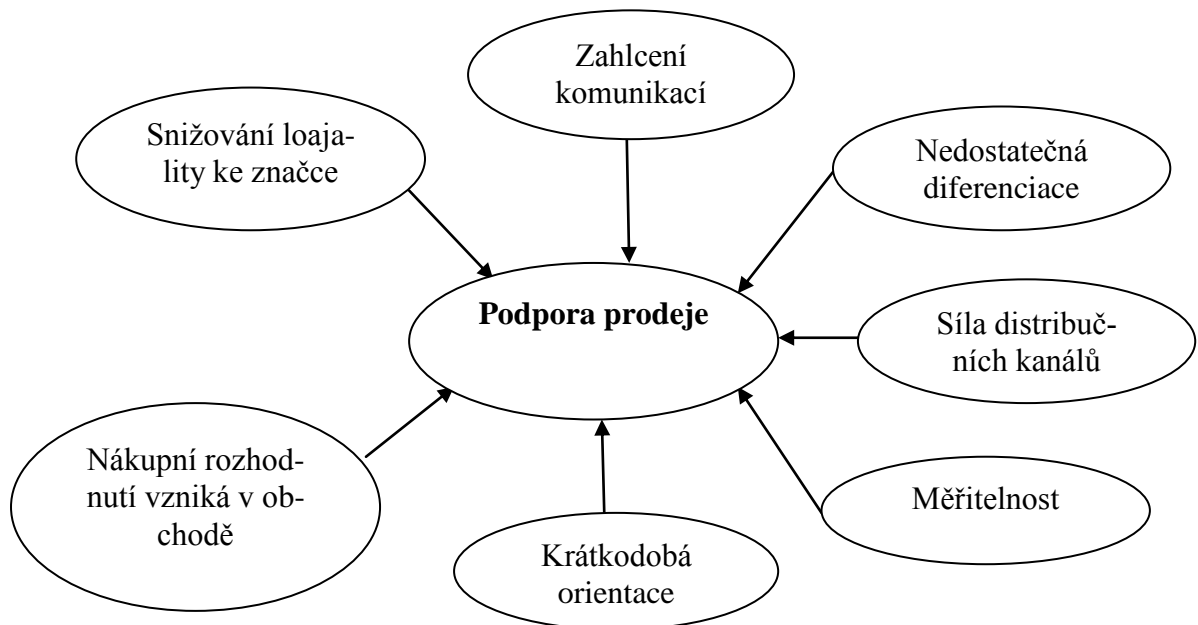 Zahlcení
komunikací
Snižování loaja-
lity ke značce
Nedostatečná
diferenciace
Podpora prodeje
Síla distribuč-
ních kanálů
Nákupní rozhod-
nutí vzniká v ob-
chodě
Měřitelnost
Krátkodobá
orientace